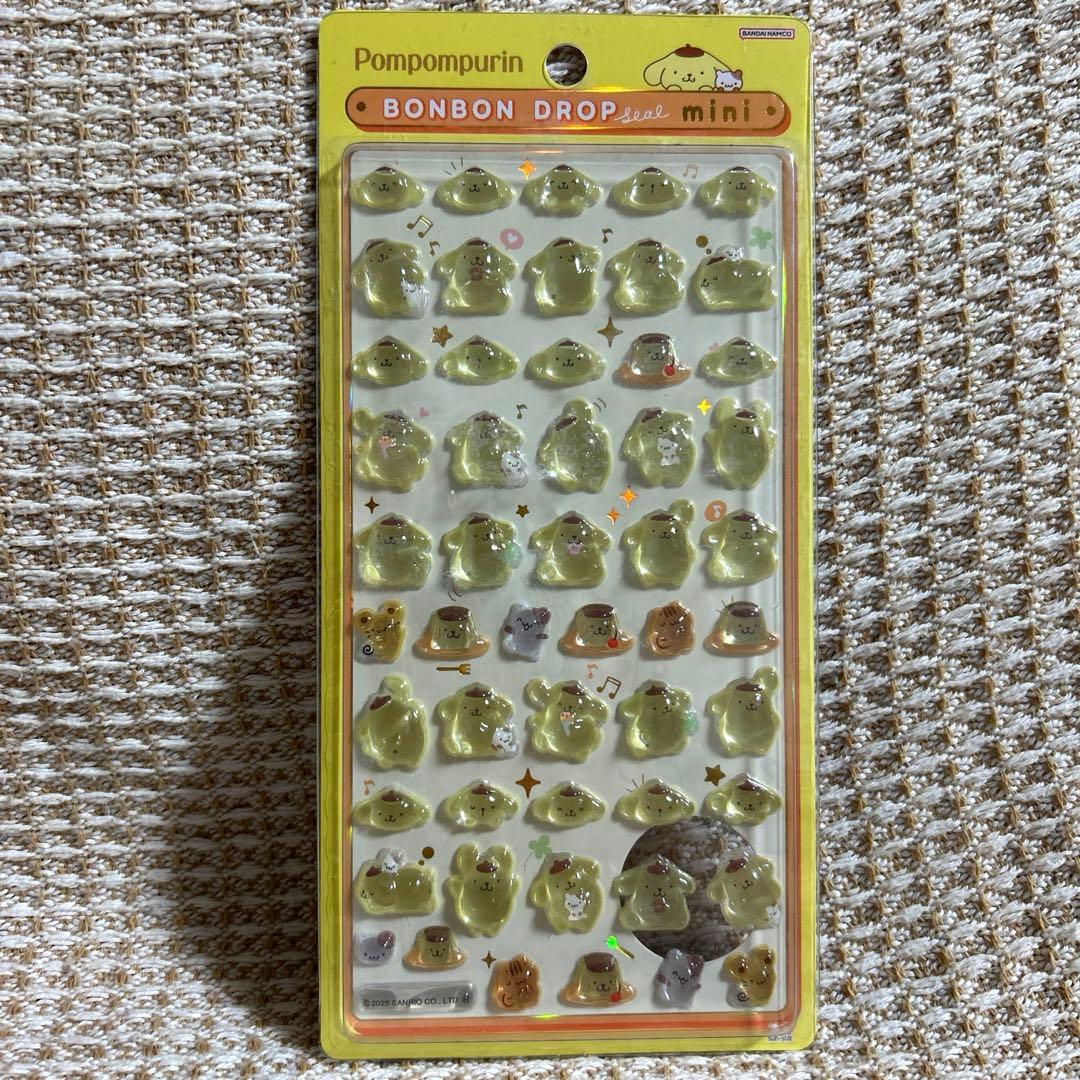 BANDAI NAMCO
Pompompurin
BONBON DROP seal mini
© 2025 SANRIO CO., LTD.
sun-star